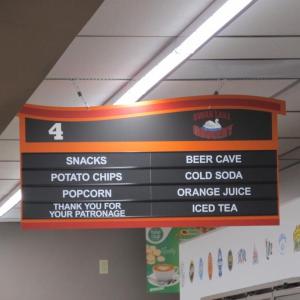 4
SNACKS
POTATO CHIPS
POPCORN
THANK YOU FOR
YOUR PATRONAGE
BEER CAVE
COLD SODA
ORANGE JUICE
ICED TEA